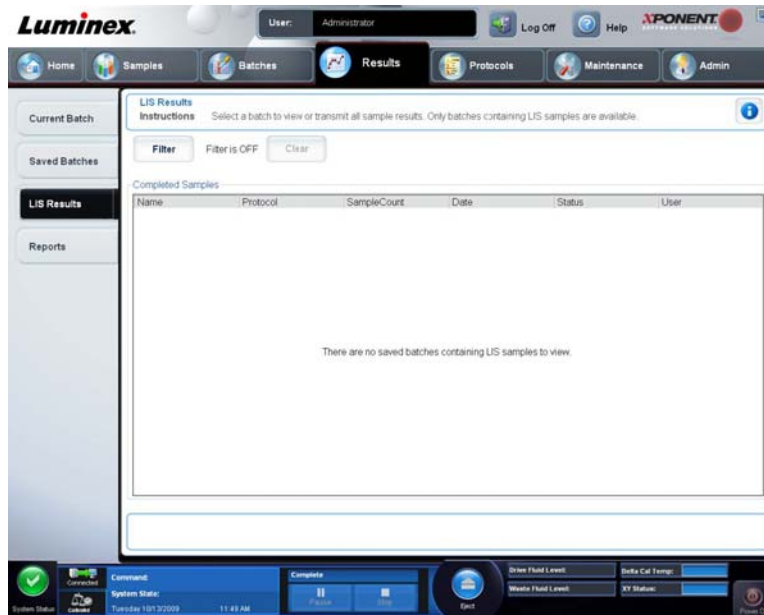 Luminex.
User: Administrator
Log Off
Help
XPONENT
Home
Samples
Batches
Results
Protocols
Maintenance
Admin
Current Batch
Saved Batches
LIS Results
Reports
LIS Results
Instructions Select a batch to view or transmit all sample results. Only batches containing LIS samples are available.
Filter Filter is OFF Clear
Completed Samples
Name Protocol SampleCount Date Status User
There are no saved batches containing LIS samples to view.
System Status
Connected
Calibrated
Command:
System State:
Tuesday 10/13/2009 11:49 AM
Complete
Pause
Stop
Eject
Drive Fluid Level:
Waste Fluid Level:
Delta Cal Temp:
XY Status:
Power